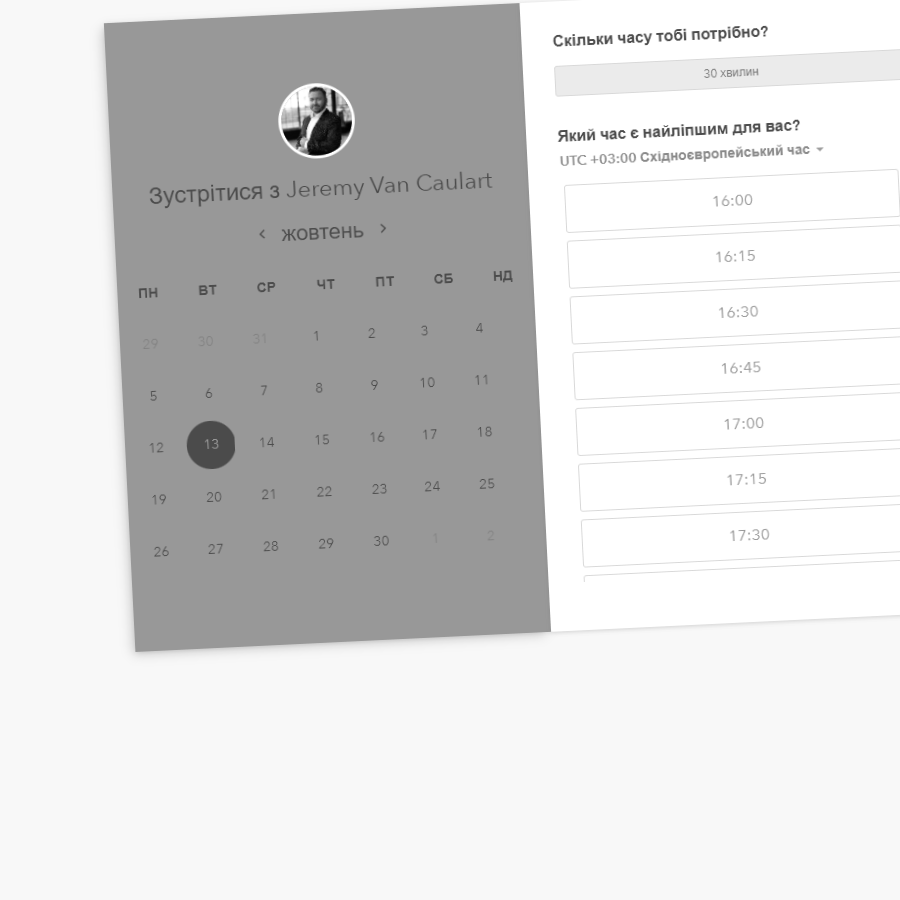 Зустрітися з Jeremy Van Caulart
‹ жовтень ›
ПН ВТ СР ЧТ ПТ СБ НД
29 30 31 1 2 3 4
5 6 7 8 9 10 11
12 13 14 15 16 17 18
19 20 21 22 23 24 25
26 27 28 29 30 1 2
Скільки часу тобі потрібно?
30 хвилин
Який час є найліпшим для вас?
UTC +03:00 Східноєвропейський час
16:00
16:15
16:30
16:45
17:00
17:15
17:30